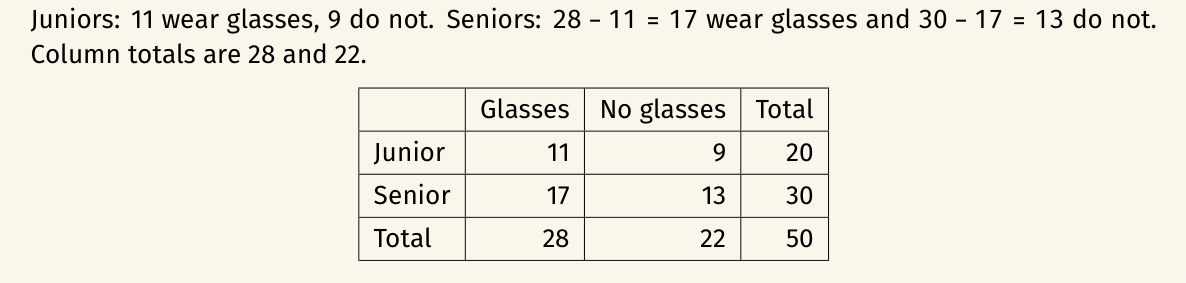 Juniors: 11 wear glasses, 9 do not. Seniors: 28 – 11 = 17 wear glasses and 30 – 17 = 13 do not.
Column totals are 28 and 22.
Glasses No glasses Total
Junior 11 9 20
Senior 17 13 30
Total 28 22 50